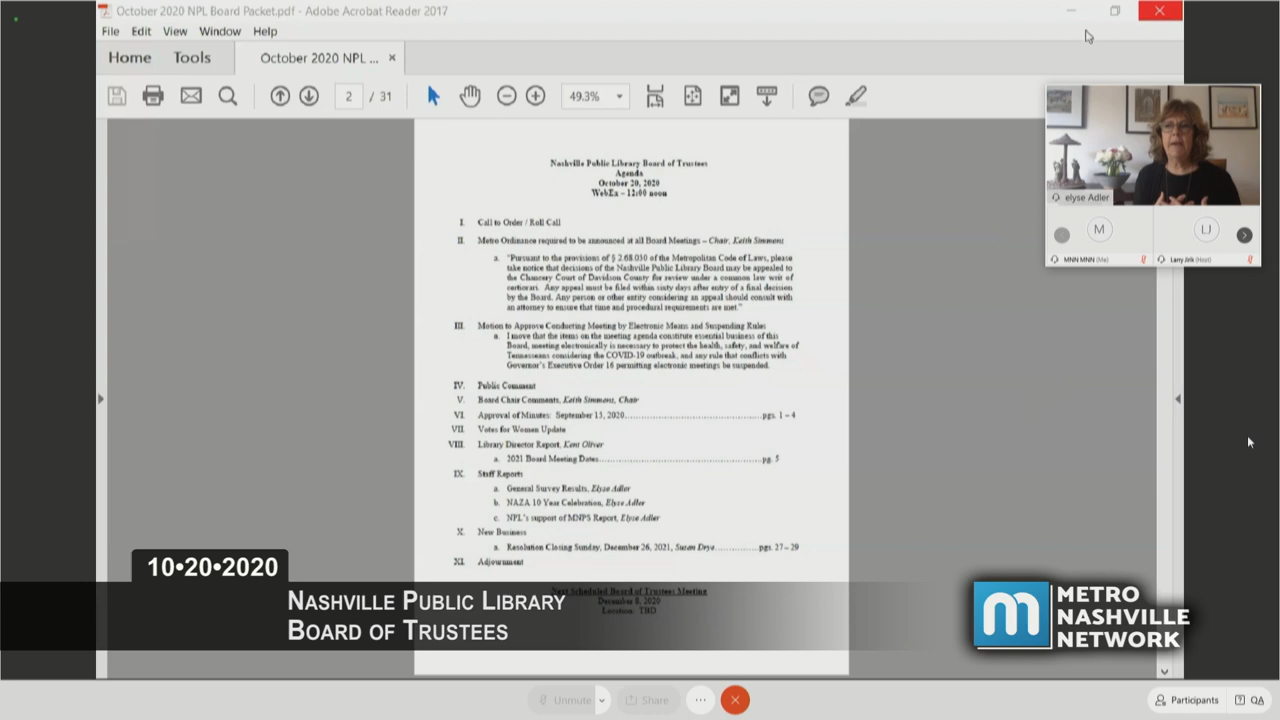 October 2020 NPL Board Packet.pdf - Adobe Acrobat Reader 2017
File Edit View Window Help
Home Tools October 2020 NPL ... ×
2 / 31 49.3%
Nashville Public Library Board of Trustees
Agenda
October 20, 2020
WebEx – 12:00 noon
I. Call to Order / Roll Call
II. Metro Ordinance required to be announced at all Board Meetings – Chair, Keith Simmons
a. "Pursuant to the provisions of § 2.68.030 of the Metropolitan Code of Laws, please
take notice that decisions of the Nashville Public Library Board may be appealed to
the Chancery Court of Davidson County for review under a common law writ of
certiorari. Any appeal must be filed within sixty days after entry of a final decision
by the Board. Any person or other entity considering an appeal should consult with
an attorney to ensure that time and procedural requirements are met."
III. Motion to Approve Conducting Meeting by Electronic Means and Suspending Rules
a. I move that the items on the meeting agenda constitute essential business of this
Board, meeting electronically is necessary to protect the health, safety, and welfare of
Tennesseans considering the COVID-19 outbreak, and any rule that conflicts with
Governor's Executive Order 16 permitting electronic meetings be suspended.
IV. Public Comment
V. Board Chair Comments, Keith Simmons, Chair
VI. Approval of Minutes: September 15, 2020 pgs. 1 – 4
VII. Votes for Women Update
VIII. Library Director Report, Kent Oliver
a. 2021 Board Meeting Dates pg. 5
IX. Staff Reports
a. General Survey Results, Elyse Adler
b. NAZA 10 Year Celebration, Elyse Adler
c. NPL's support of MNPS Report, Elyse Adler
X. New Business
a. Resolution Closing Sunday, December 26, 2021, Susan Drye pgs. 27 – 29
XI. Adjournment
Next Scheduled Board of Trustees Meeting
December 8, 2020
Location: TBD
elyse Adler
M LJ
MNN MNN (Me) Larry Jirik (Host)
10•20•2020
Nashville Public Library
Board of Trustees
m METRO
NASHVILLE
NETWORK
Unmute Share ... × Participants QA